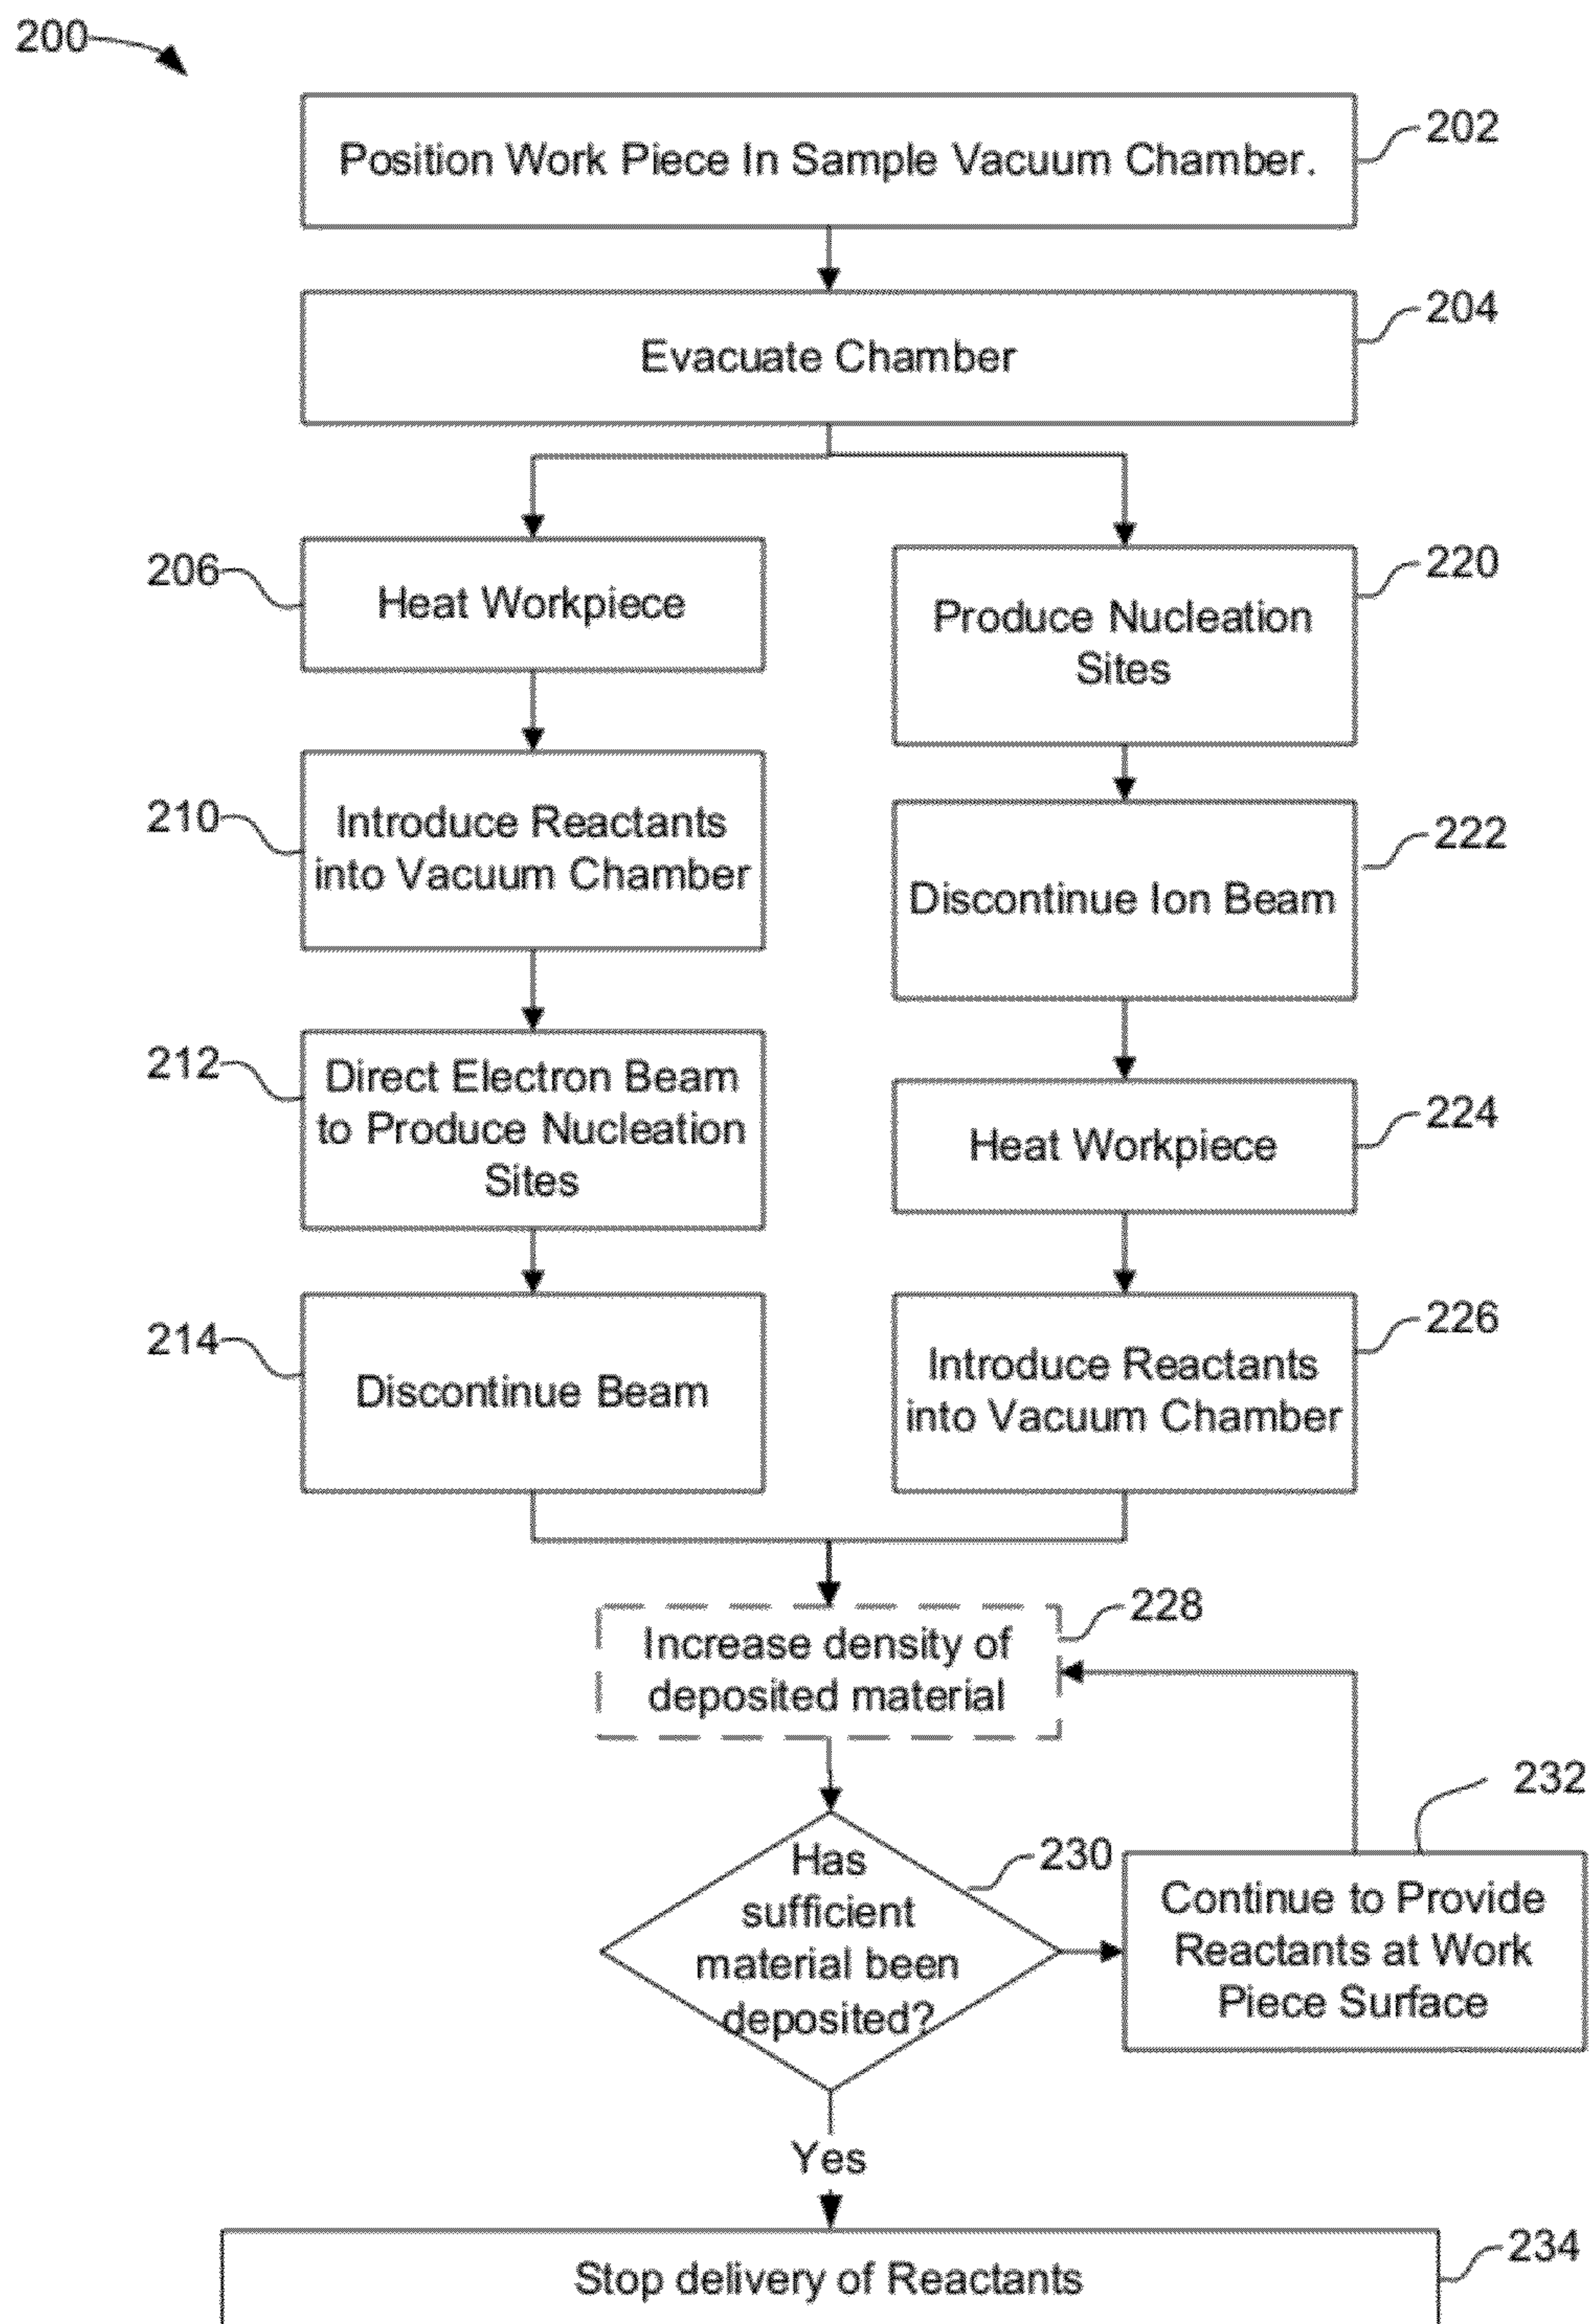 200
Position Work Piece In Sample Vacuum Chamber.
202
Evacuate Chamber
204
206
Heat Workpiece
210
Introduce Reactants
into Vacuum Chamber
212
Direct Electron Beam
to Produce Nucleation
Sites
214
Discontinue Beam
220
Produce Nucleation
Sites
222
Discontinue Ion Beam
224
Heat Workpiece
226
Introduce Reactants
into Vacuum Chamber
228
Increase density of
deposited material
230
Has
sufficient
material been
deposited?
232
Continue to Provide
Reactants at Work
Piece Surface
Yes
234
Stop delivery of Reactants